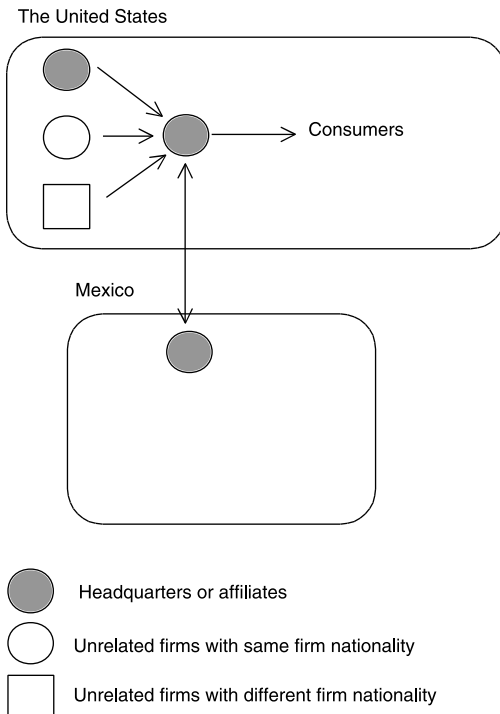 The United States
Consumers
Mexico
Headquarters or affiliates
Unrelated firms with same firm nationality
Unrelated firms with different firm nationality